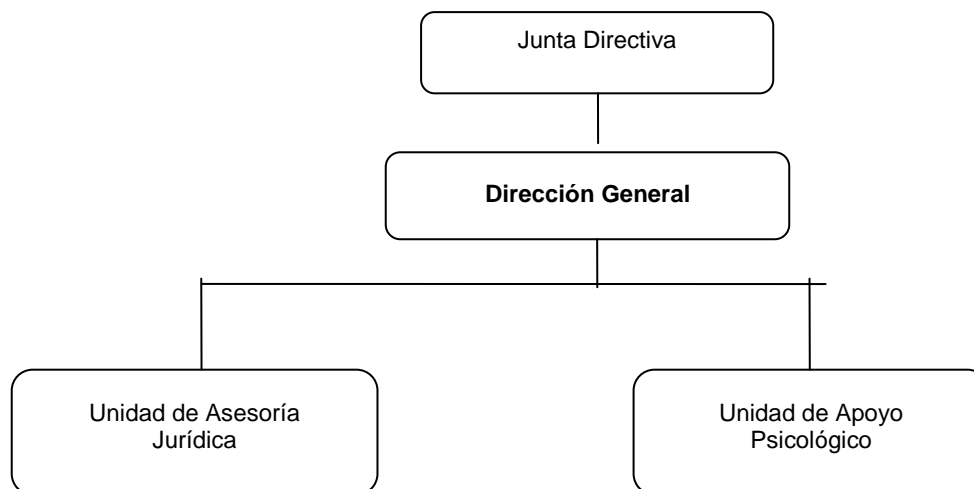 Junta Directiva
Dirección General
Unidad de Asesoría
Jurídica
Unidad de Apoyo
Psicológico